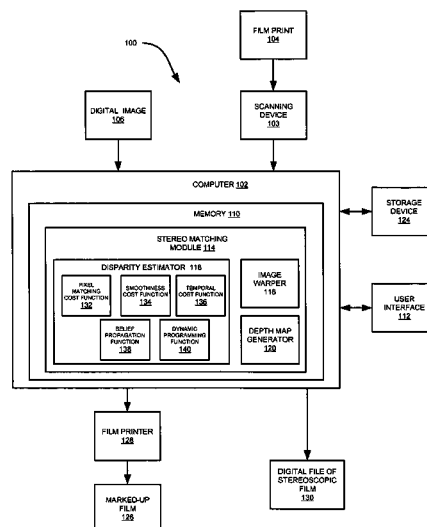 FILM PRINT
104
100
DIGITAL IMAGE
106
SCANNING
DEVICE
103
COMPUTER 102
MEMORY 110
STEREO MATCHING
MODULE 114
DISPARITY ESTIMATOR 116
PIXEL
MATCHING
COST FUNCTION
132
SMOOTHNESS
COST FUNCTION
134
TEMPORAL
COST FUNCTION
136
BELIEF
PROPAGATION
FUNCTION
138
DYNAMIC
PROGRAMMING
FUNCTION
140
IMAGE
WARPER
118
DEPTH MAP
GENERATOR
120
STORAGE
DEVICE
124
USER
INTERFACE
112
FILM PRINTER
128
MARKED-UP
FILM
126
DIGITAL FILE OF
STEREOSCOPIC
FILM
130